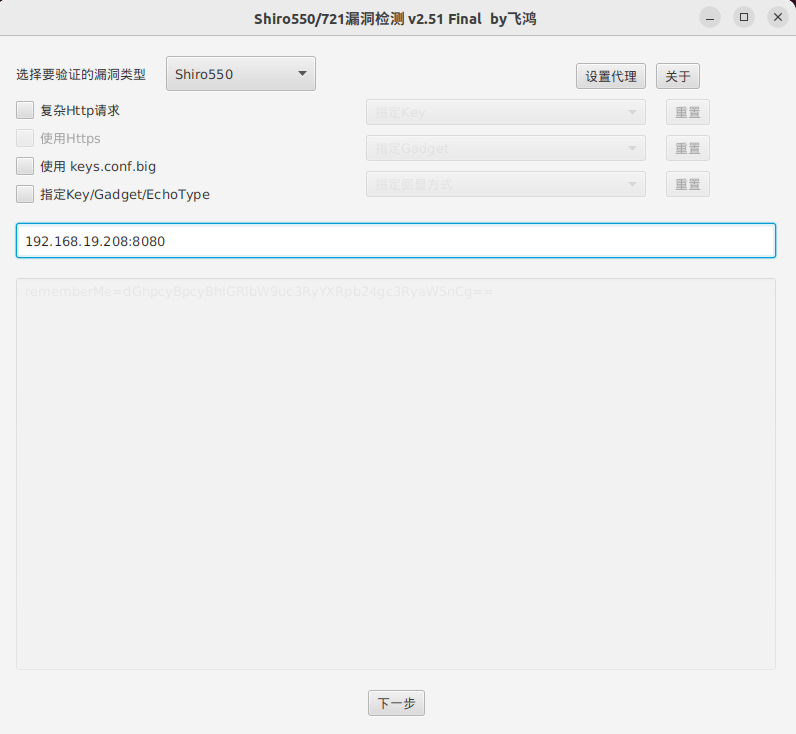 Shiro550/721漏洞检测 v2.51 Final by飞鸿
选择要验证的漏洞类型
Shiro550
设置代理
关于
复杂Http请求
指定Key
重置
使用Https
指定Gadget
重置
使用 keys.conf.big
指定回显方式
重置
指定Key/Gadget/EchoType
192.168.19.208:8080
下一步